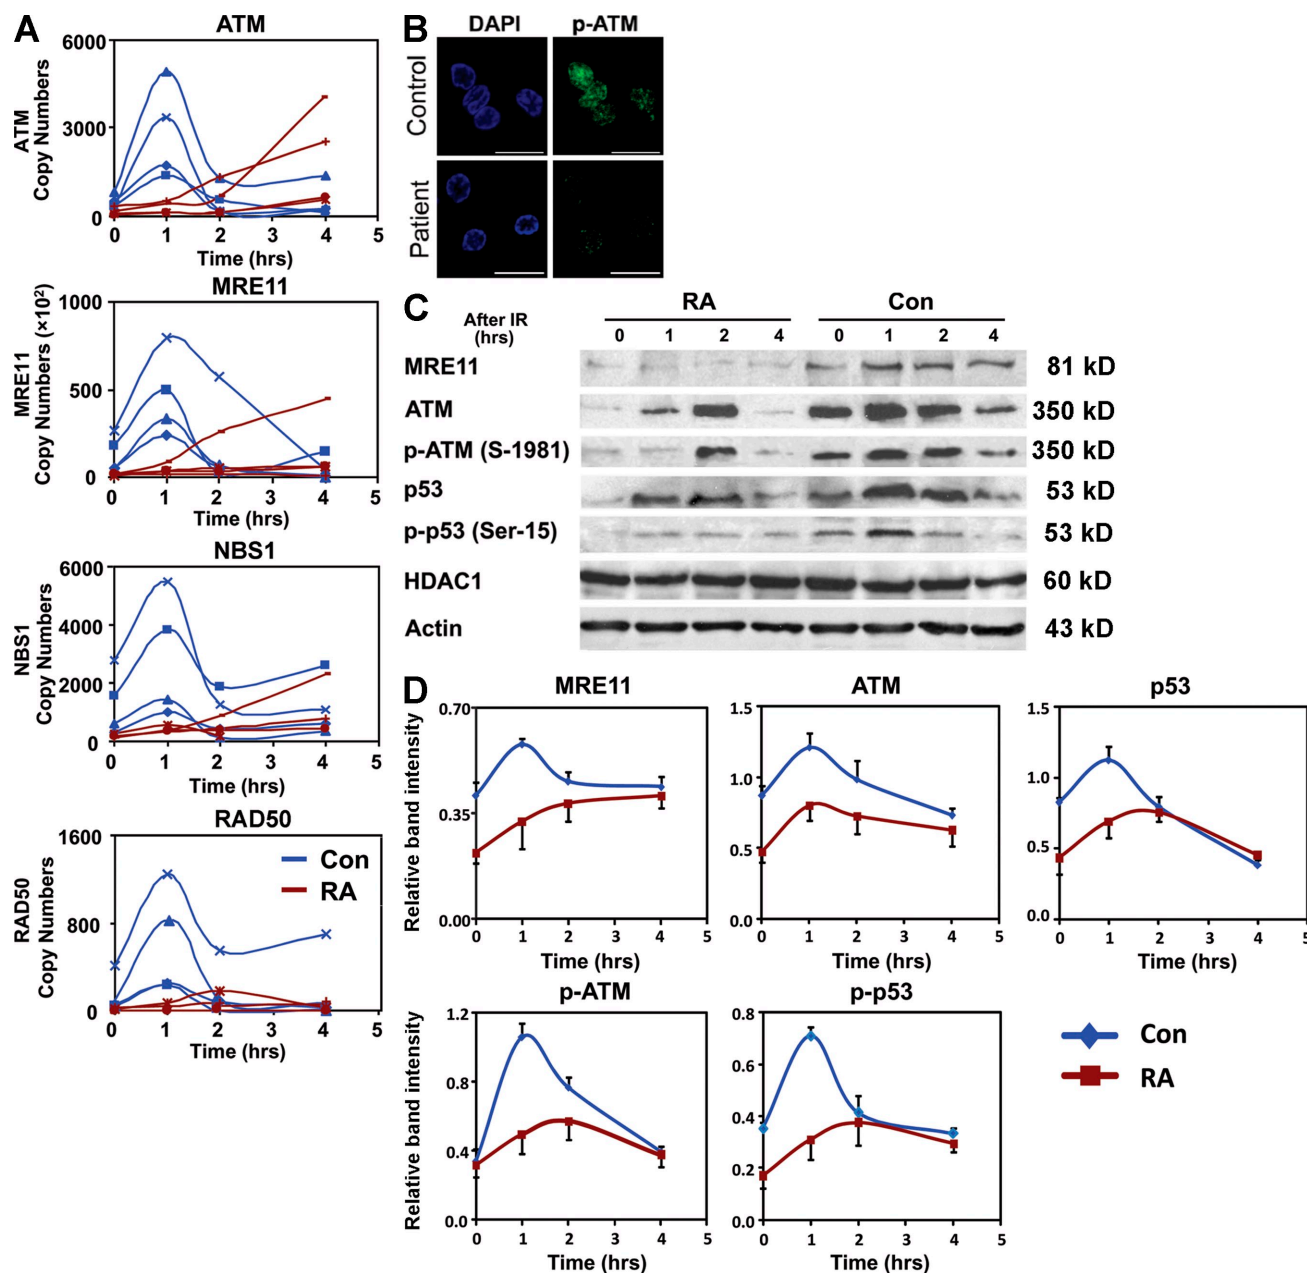 A
ATM
6000
3000
0
ATM
Copy Numbers
0 1 2 3 4 5
Time (hrs)
MRE11
1000
500
0
MRE11
Copy Numbers (×10²)
0 1 2 3 4 5
Time (hrs)
NBS1
6000
4000
2000
0
NBS1
Copy Numbers
0 1 2 3 4 5
Time (hrs)
RAD50
1600
800
0
RAD50
Copy Numbers
Con
RA
0 1 2 3 4 5
Time (hrs)
B
DAPI p-ATM
Control
Patient
C
RA Con
After IR
(hrs)
0 1 2 4 0 1 2 4
MRE11 81 kD
ATM 350 kD
p-ATM (S-1981) 350 kD
p53 53 kD
p-p53 (Ser-15) 53 kD
HDAC1 60 kD
Actin 43 kD
D
MRE11
Relative band intensity
0.70
0.35
0.00
0 1 2 3 4 5
Time (hrs)
ATM
1.5
1.0
0.5
0.0
0 1 2 3 4 5
Time (hrs)
p53
1.5
1.0
0.5
0.0
0 1 2 3 4 5
Time (hrs)
p-ATM
Relative band intensity
1.2
0.8
0.4
0.0
0 1 2 3 4 5
Time (hrs)
p-p53
0.8
0.6
0.4
0.2
0.0
0 1 2 3 4 5
Time (hrs)
Con
RA